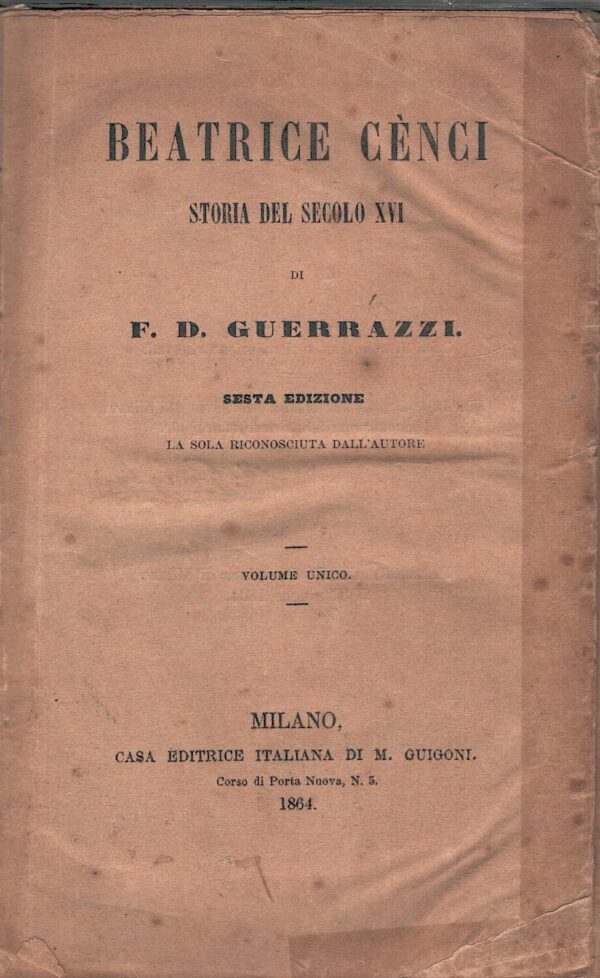 BEATRICE CÈNCI
STORIA DEL SECOLO XVI
DI
F. D. GUERRAZZI.
SESTA EDIZIONE
LA SOLA RICONOSCIUTA DALL'AUTORE
VOLUME UNICO.
MILANO,
CASA EDITRICE ITALIANA DI M. GUIGONI.
Corso di Porta Nuova, N. 5.
1864.